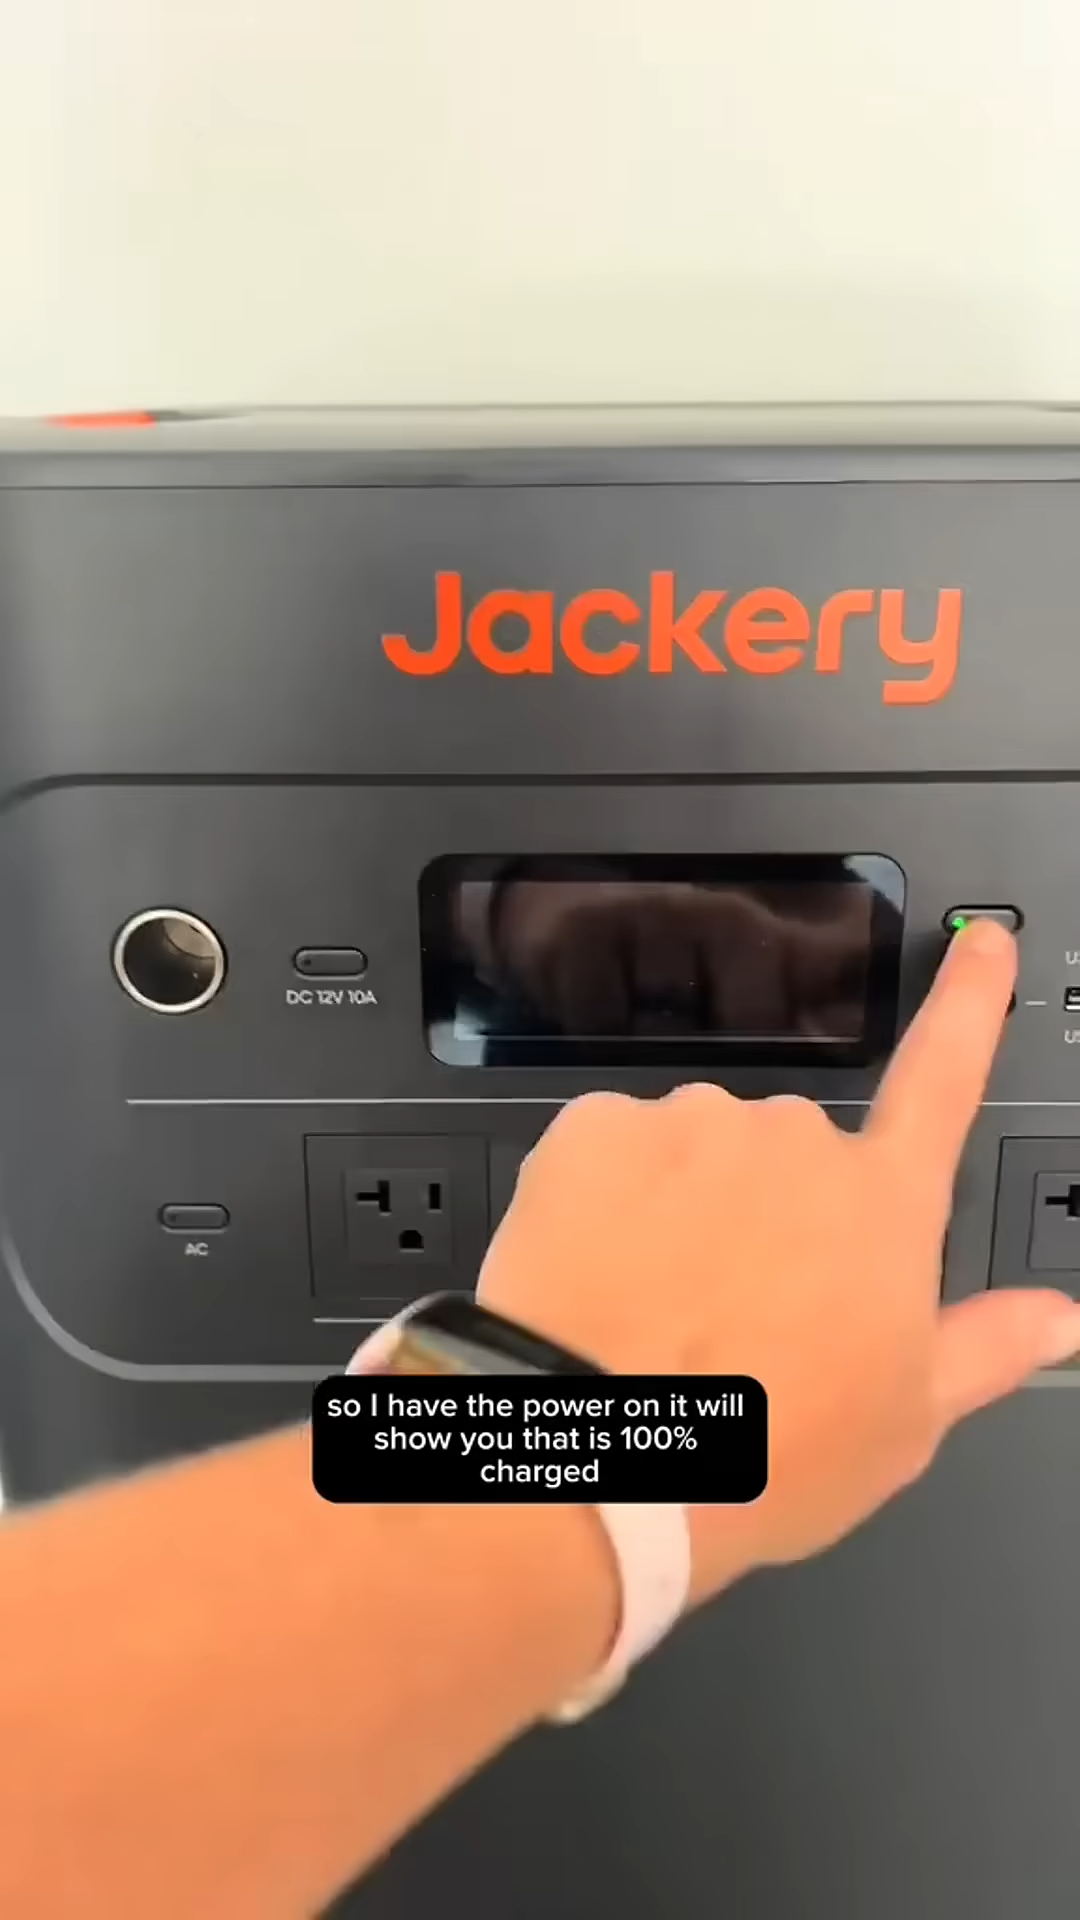 Jackery
DC 12V 10A
AC
so I have the power on it will
show you that is 100%
charged